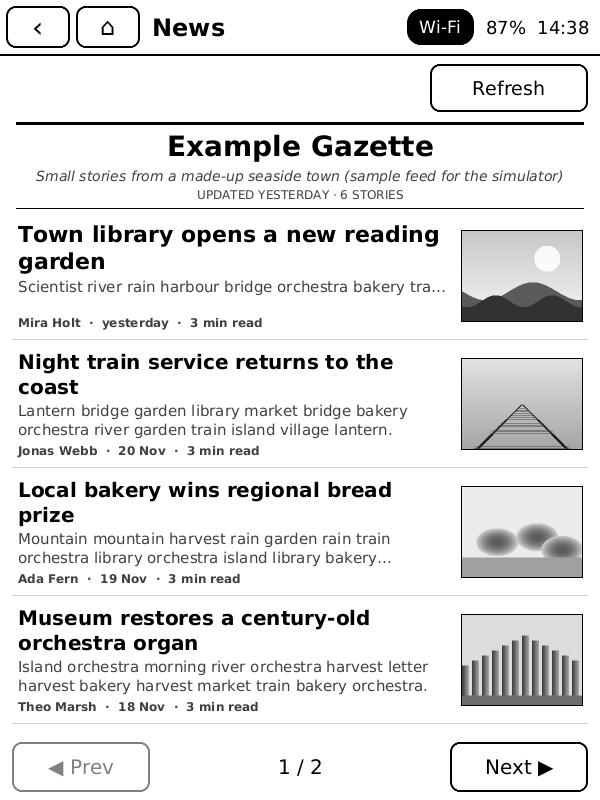 ‹ ⌂ News Wi-Fi 87% 14:38
Refresh
Example Gazette
Small stories from a made-up seaside town (sample feed for the simulator)
UPDATED YESTERDAY · 6 STORIES
Town library opens a new reading
garden
Scientist river rain harbour bridge orchestra bakery tra…
Mira Holt · yesterday · 3 min read
Night train service returns to the
coast
Lantern bridge garden library market bridge bakery
orchestra river garden train island village lantern.
Jonas Webb · 20 Nov · 3 min read
Local bakery wins regional bread
prize
Mountain mountain harvest rain garden rain train
orchestra library orchestra island library bakery…
Ada Fern · 19 Nov · 3 min read
Museum restores a century-old
orchestra organ
Island orchestra morning river orchestra harvest letter
harvest bakery harvest market train bakery orchestra.
Theo Marsh · 18 Nov · 3 min read
◀ Prev 1 / 2 Next ▶